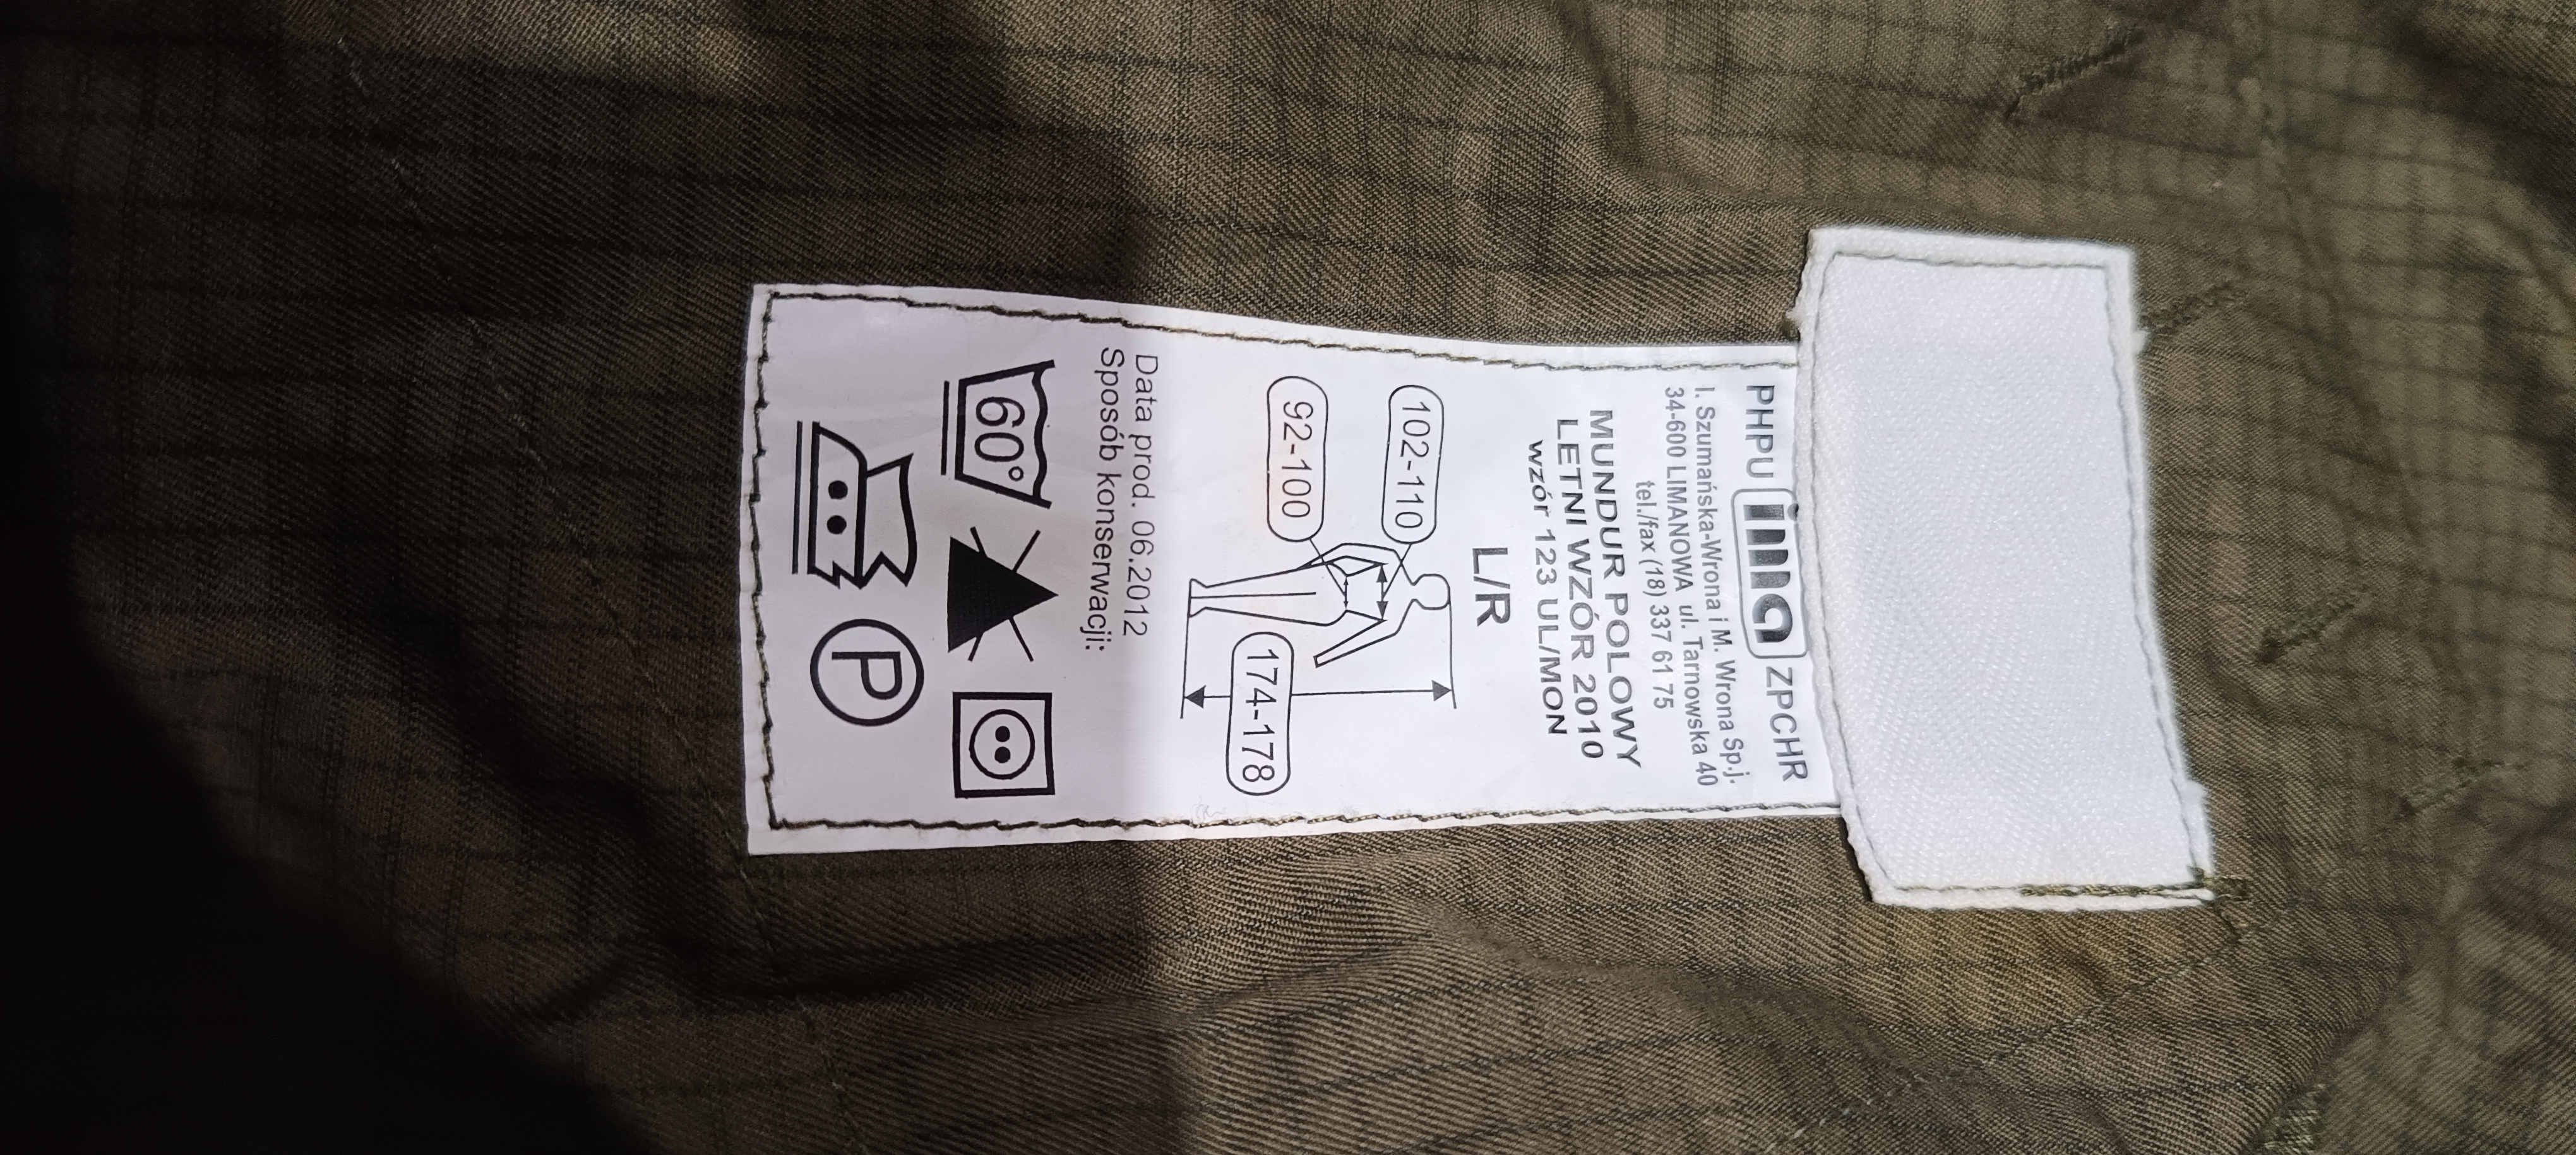 PHPU ima ZPCHR
I. Szumańska-Wrona i M. Wrona Sp.j.
34-600 LIMANOWA ul. Tarnowska 40
tel./fax (18) 337 61 75
MUNDUR POLOWY
LETNI WZÓR 2010
wzór 123 UL/MON
L/R
102-110
92-100
174-178
Data prod. 06.2012
Sposób konserwacji:
60°
P